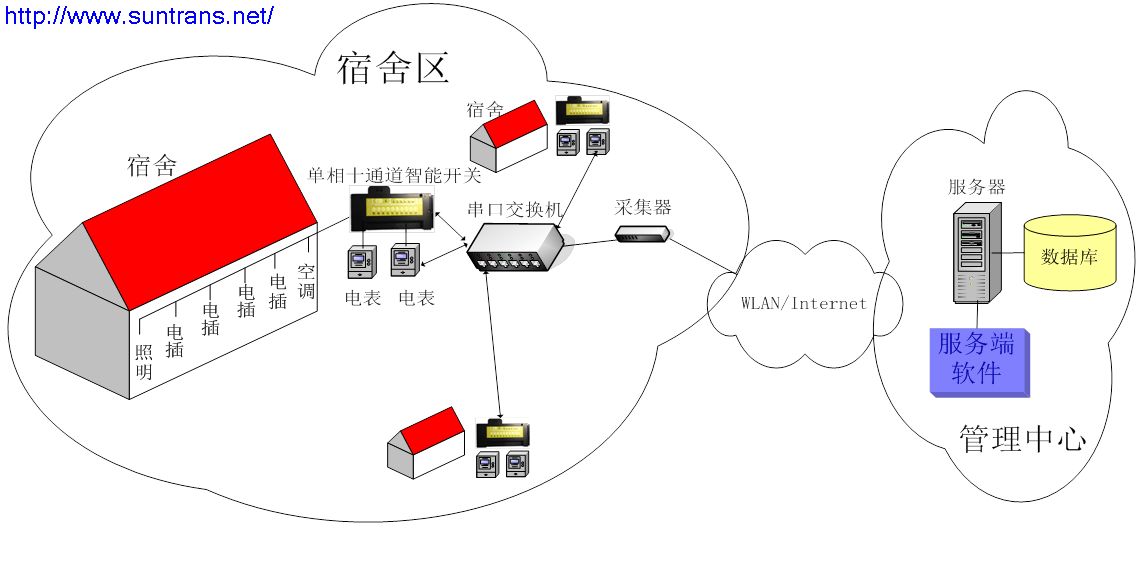 http://www.suntrans.net/
宿舍区
宿舍
宿舍
单相十通道智能开关
串口交换机
采集器
电表
电表
照明
电插
电插
电插
电插
空调
WLAN/Internet
服务器
数据库
服务端
软件
管理中心